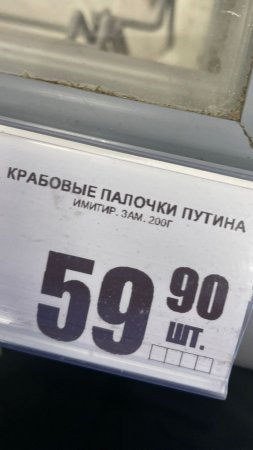 КРАБОВЫЕ ПАЛОЧКИ ПУТИНА
ИМИТИР. ЗАМ. 200Г
59 90
ШТ.